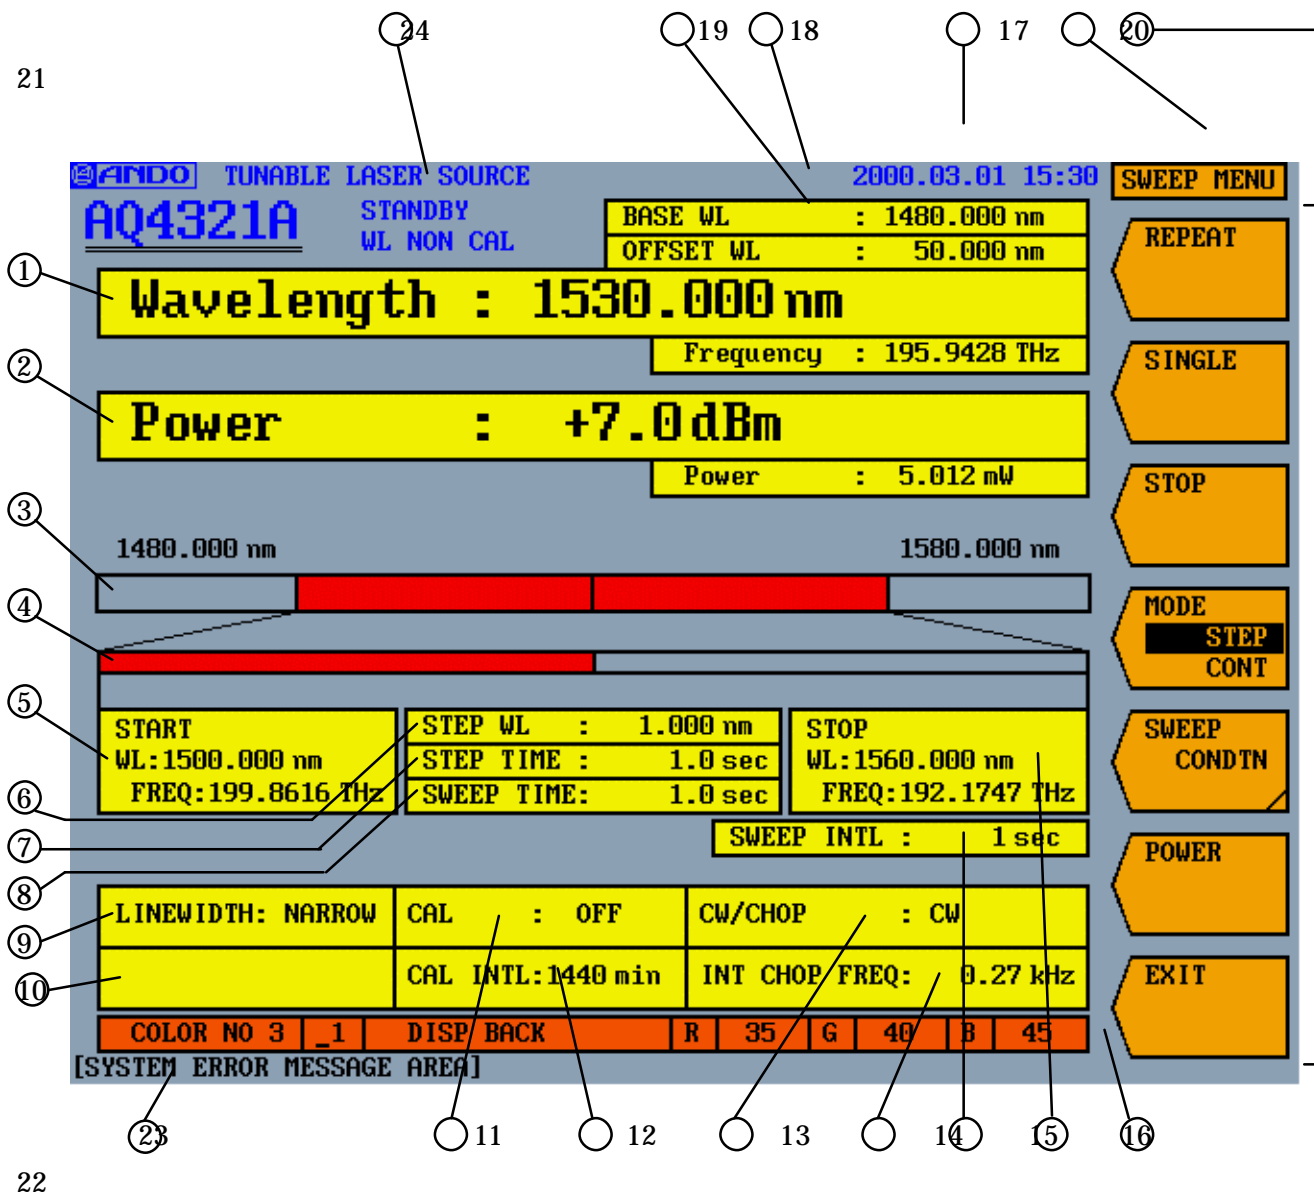 24 19 18 17 20
21
ANDO TUNABLE LASER SOURCE 2000.03.01 15:30 SWEEP MENU
AQ4321A STANDBY
WL NON CAL
BASE WL : 1480.000 nm
OFFSET WL : 50.000 nm
REPEAT
1 Wavelength : 1530.000 nm
Frequency : 195.9428 THz
SINGLE
2 Power : +7.0 dBm
Power : 5.012 mW
STOP
3
1480.000 nm 1580.000 nm
4
MODE
STEP
CONT
5
START
WL:1500.000 nm
FREQ:199.8616 THz
STEP WL : 1.000 nm
STEP TIME : 1.0 sec
SWEEP TIME: 1.0 sec
STOP
WL:1560.000 nm
FREQ:192.1747 THz
SWEEP
CONDTN
6
7
SWEEP INTL : 1 sec
POWER
8
9 LINEWIDTH: NARROW CAL : OFF CW/CHOP : CW
10 CAL INTL:1440 min INT CHOP FREQ: 0.27 kHz
EXIT
COLOR NO 3 _1 DISP BACK R 35 G 40 B 45
[SYSTEM ERROR MESSAGE AREA]
23 11 12 13 14 15 16
22